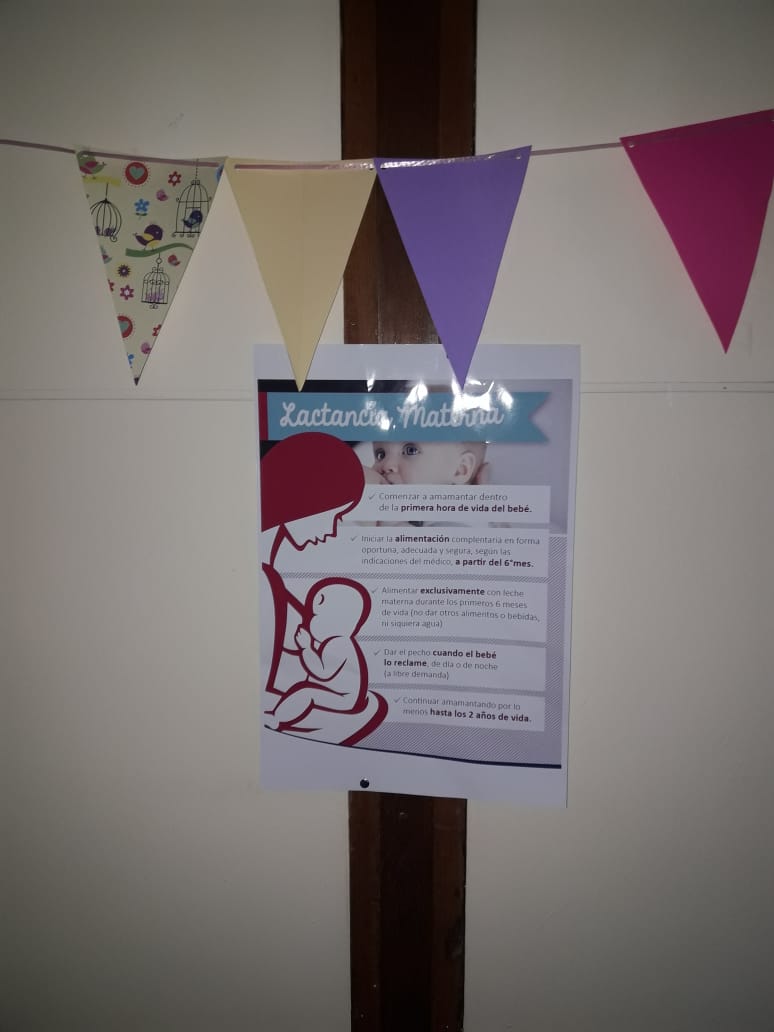 Lactancia Materna
✓ Comenzar a amamantar dentro
de la primera hora de vida del bebé.
✓ Iniciar la alimentación complentaria en forma
oportuna, adecuada y segura, según las
indicaciones del médico, a partir del 6°mes.
✓ Alimentar exclusivamente con leche
materna durante los primeros 6 meses
de vida (no dar otros alimentos o bebidas,
ni siquiera agua)
✓ Dar el pecho cuando el bebé
lo reclame, de día o de noche
(a libre demanda)
✓ Continuar amamantando por lo
menos hasta los 2 años de vida.